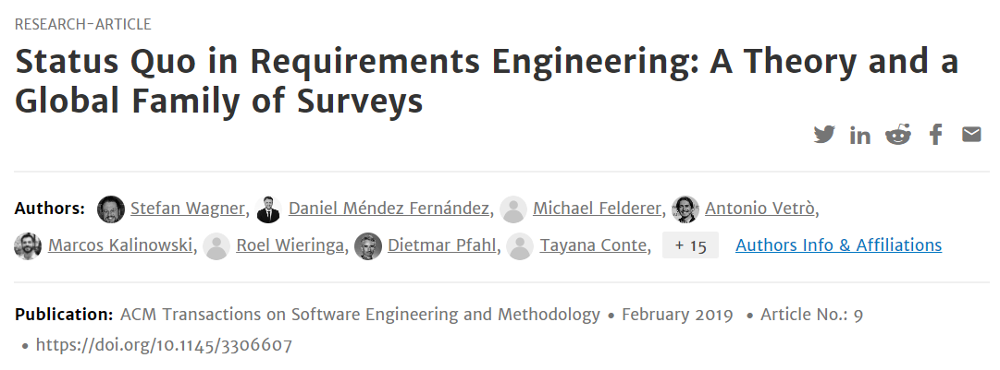 RESEARCH-ARTICLE
Status Quo in Requirements Engineering: A Theory and a
Global Family of Surveys
Authors: Stefan Wagner, Daniel Méndez Fernández, Michael Felderer, Antonio Vetrò,
Marcos Kalinowski, Roel Wieringa, Dietmar Pfahl, Tayana Conte, + 15 Authors Info & Affiliations
Publication: ACM Transactions on Software Engineering and Methodology • February 2019 • Article No.: 9
• https://doi.org/10.1145/3306607